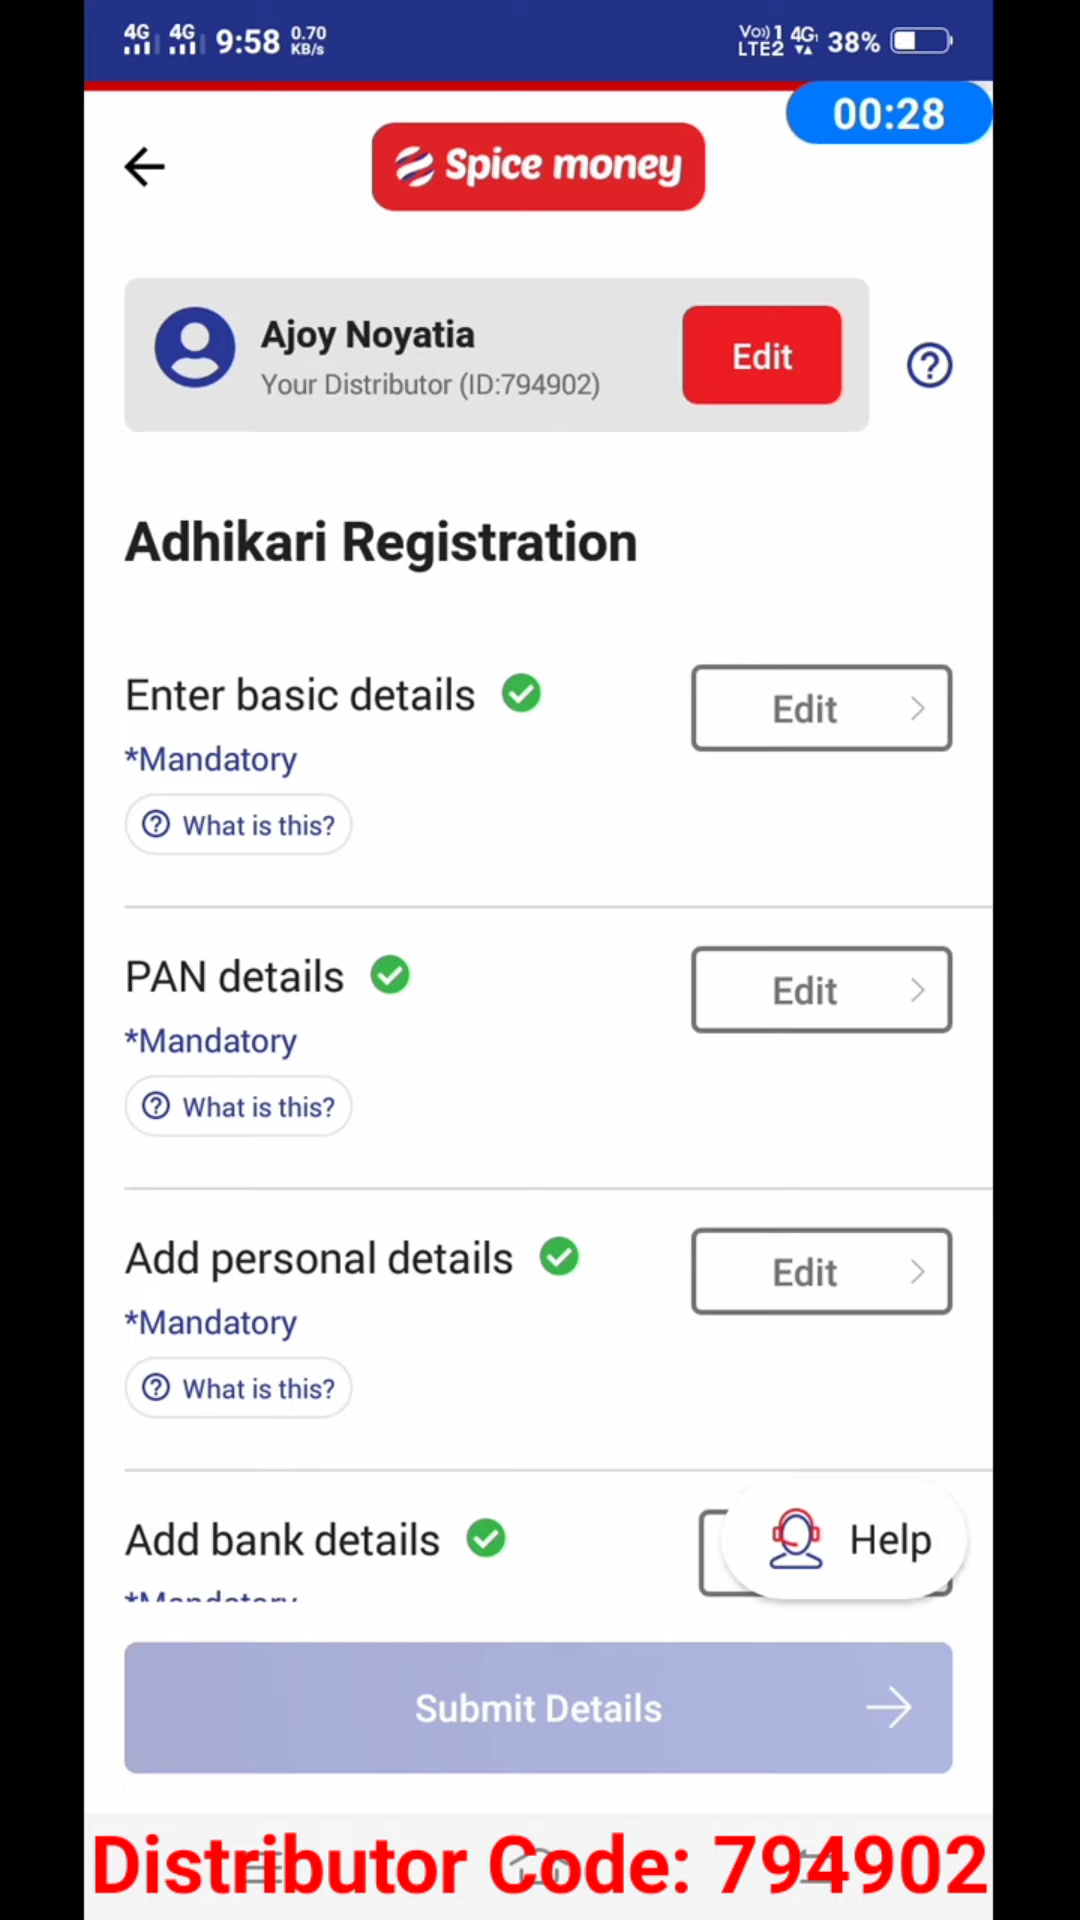 4G 4G 9:58 0.70 KB/s VoD 1 4G LTE2 38%
00:28
Spice money
Ajoy Noyatia
Your Distributor (ID:794902)
Edit
Adhikari Registration
Enter basic details
Edit
*Mandatory
What is this?
PAN details
Edit
*Mandatory
What is this?
Add personal details
Edit
*Mandatory
What is this?
Add bank details
Help
*Mandatory
Submit Details
Distributor Code: 794902